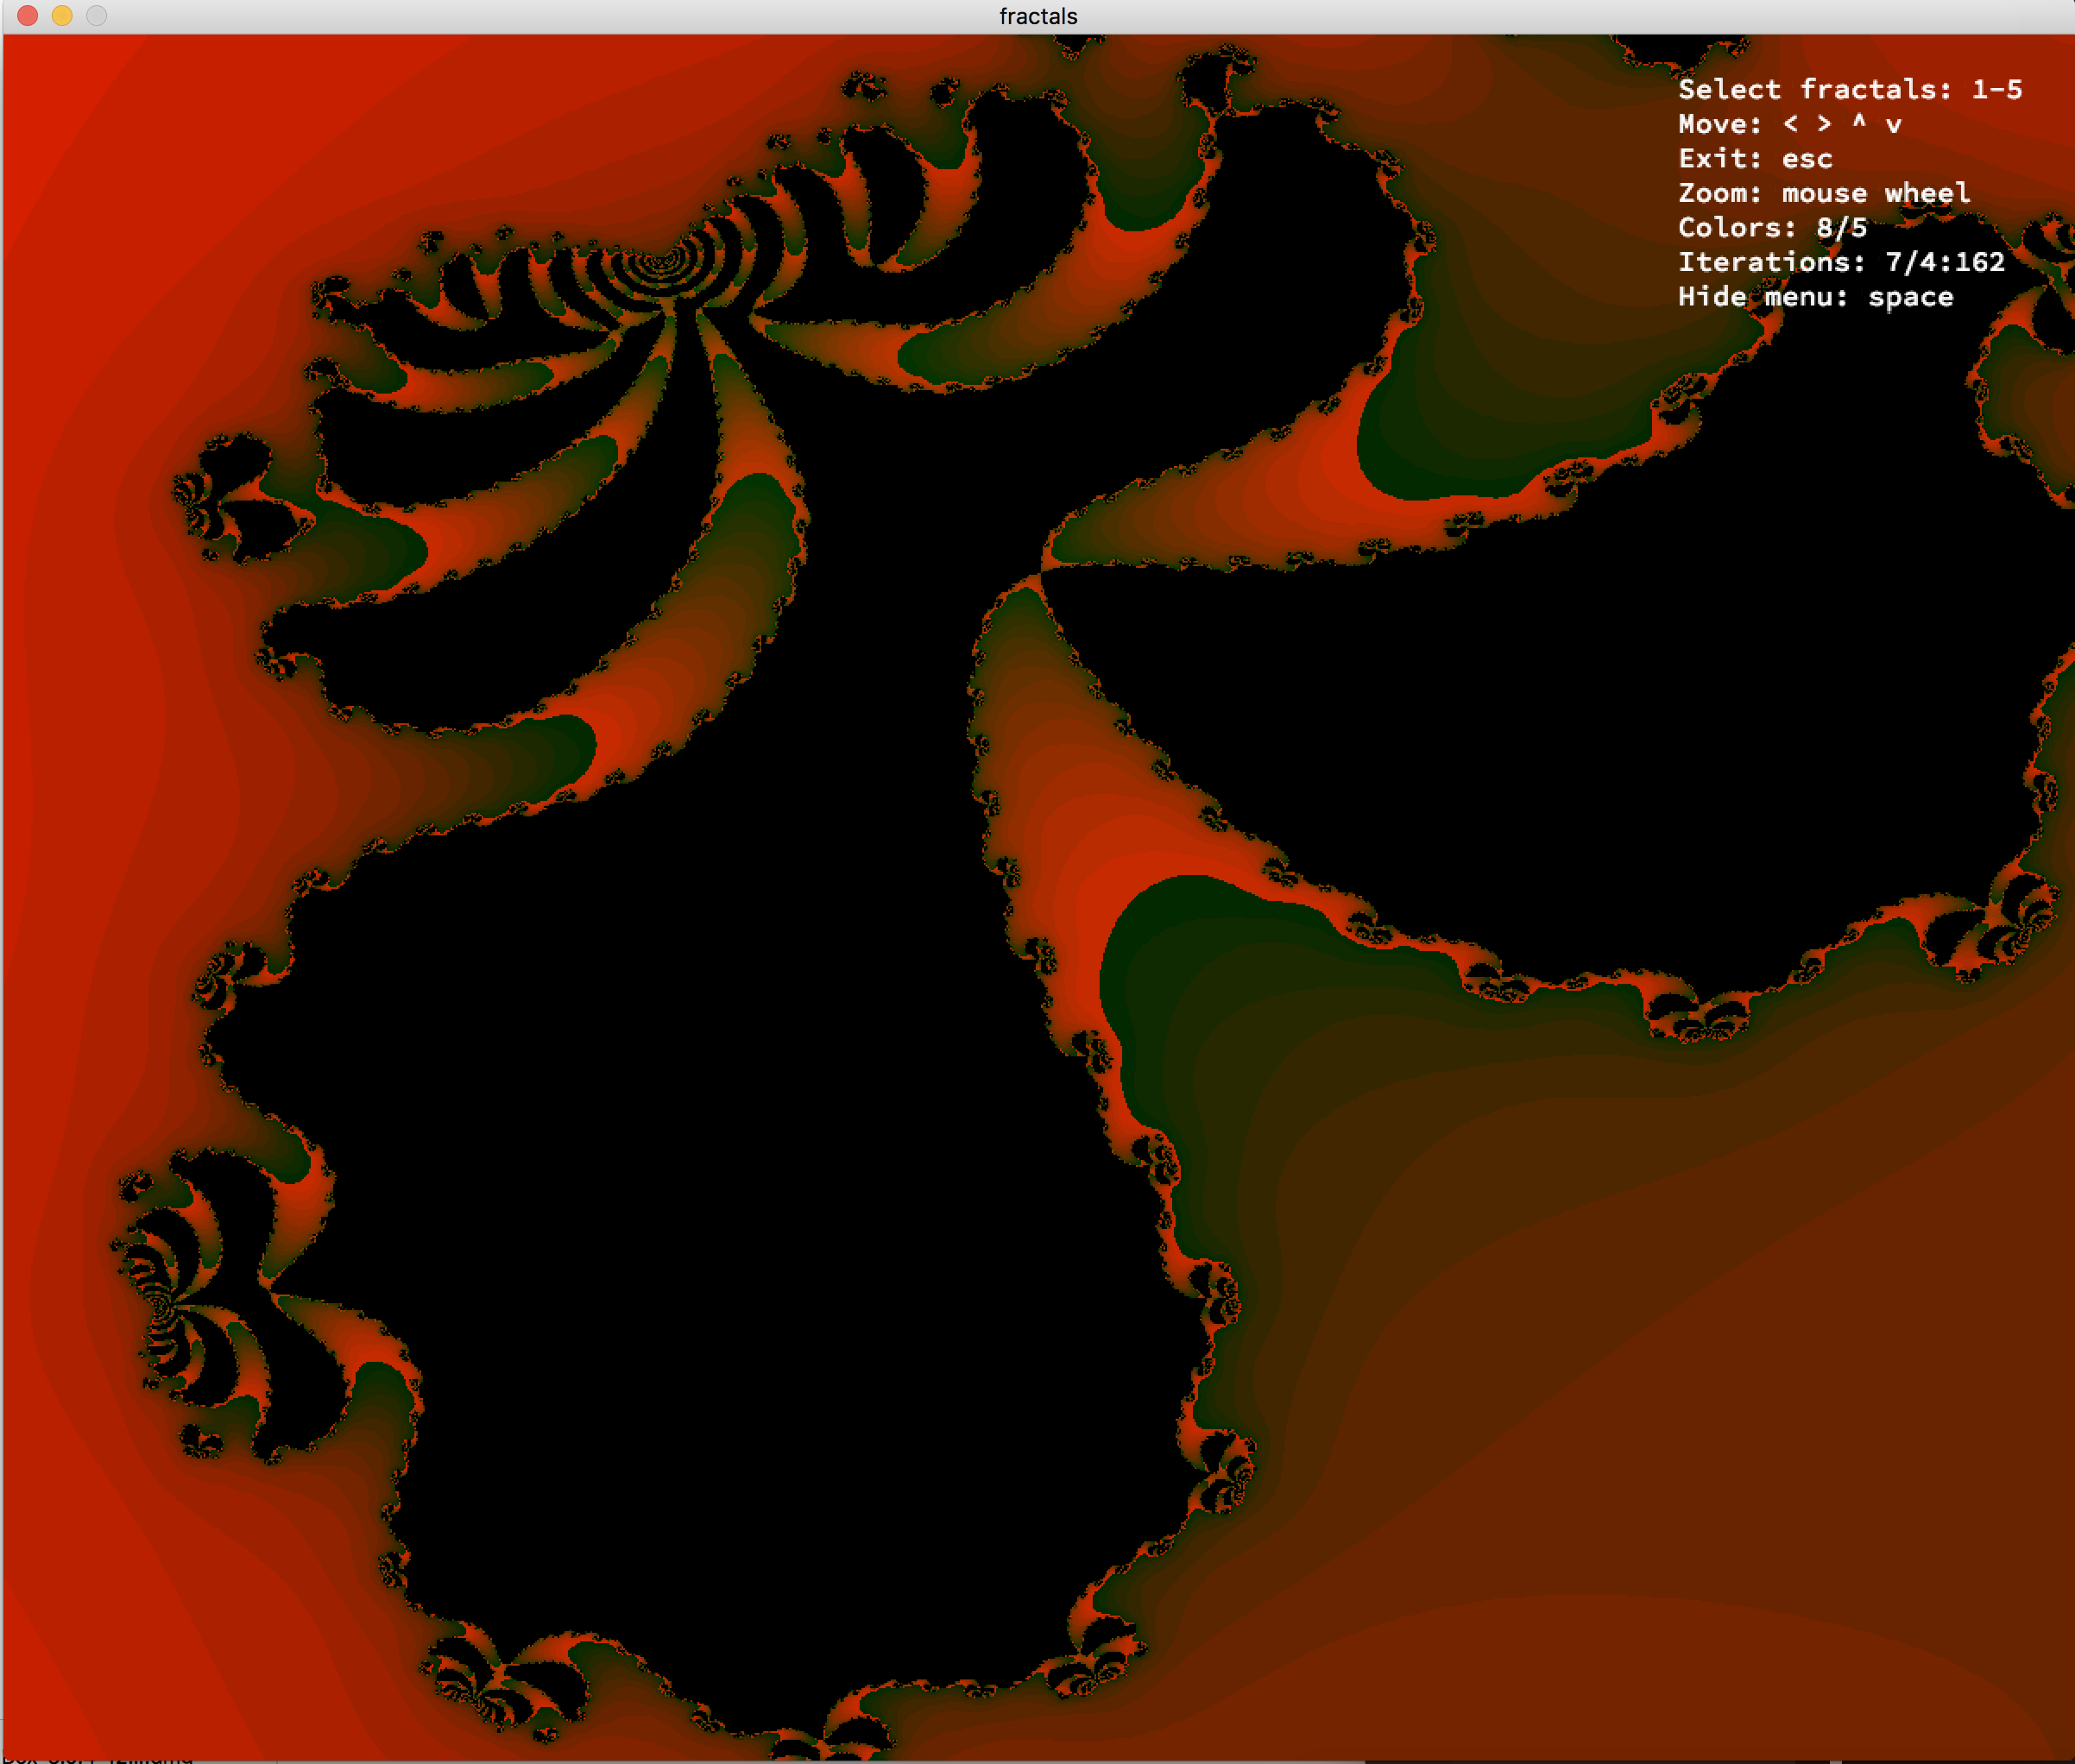 fractals
Select fractals: 1-5
Move: < > ^ v
Exit: esc
Zoom: mouse wheel
Colors: 8/5
Iterations: 7/4:162
Hide menu: space